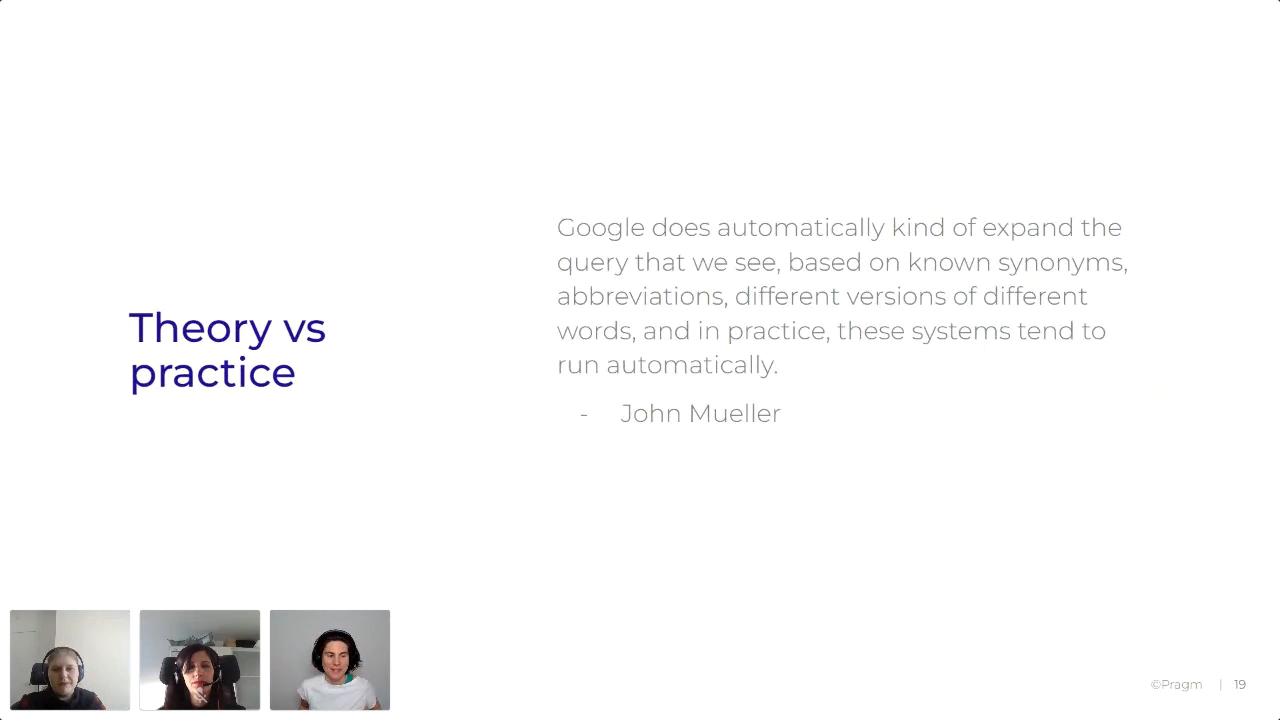 Theory vs
practice
Google does automatically kind of expand the
query that we see, based on known synonyms,
abbreviations, different versions of different
words, and in practice, these systems tend to
run automatically.
- John Mueller
©Pragm | 19